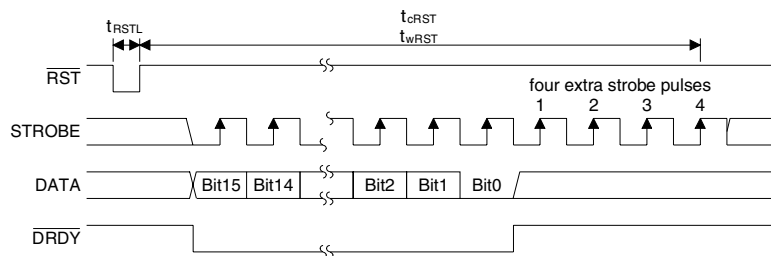 tRSTL
tcRST
twRST
RST
four extra strobe pulses
1 2 3 4
STROBE
DATA Bit15 Bit14 Bit2 Bit1 Bit0
DRDY